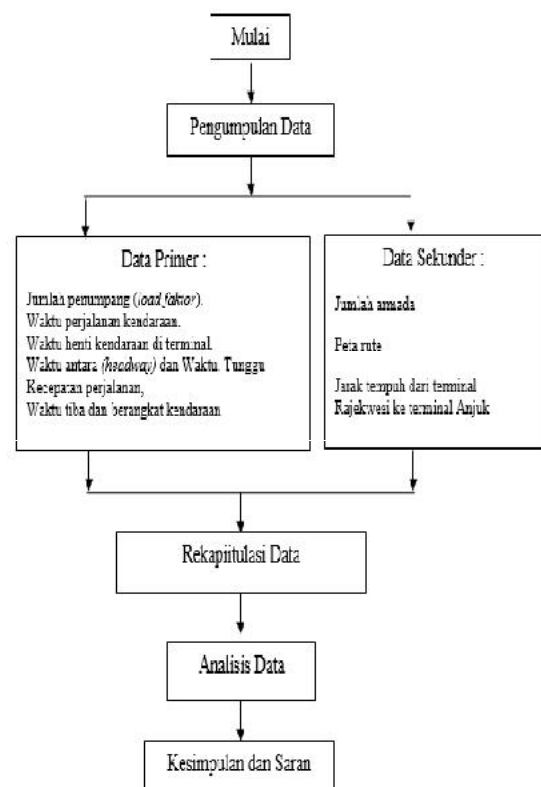 Mulai
Pengumpulan Data
Data Primer :
Jumlah penumpang (load faktor).
Waktu perjalanan kendaraan.
Waktu henti kendaraan di terminal.
Waktu antara (headway) dan Waktu Tunggu
Kecepatan perjalanan,
Waktu tiba dan berangkat kendaraan
Data Sekunder :
Jumlah armada
Peta rute
Jarak tempuh dari terminal
Rajekwesi ke terminal Anjuk
Rekapiitulasi Data
Analisis Data
Kesimpulan dan Saran